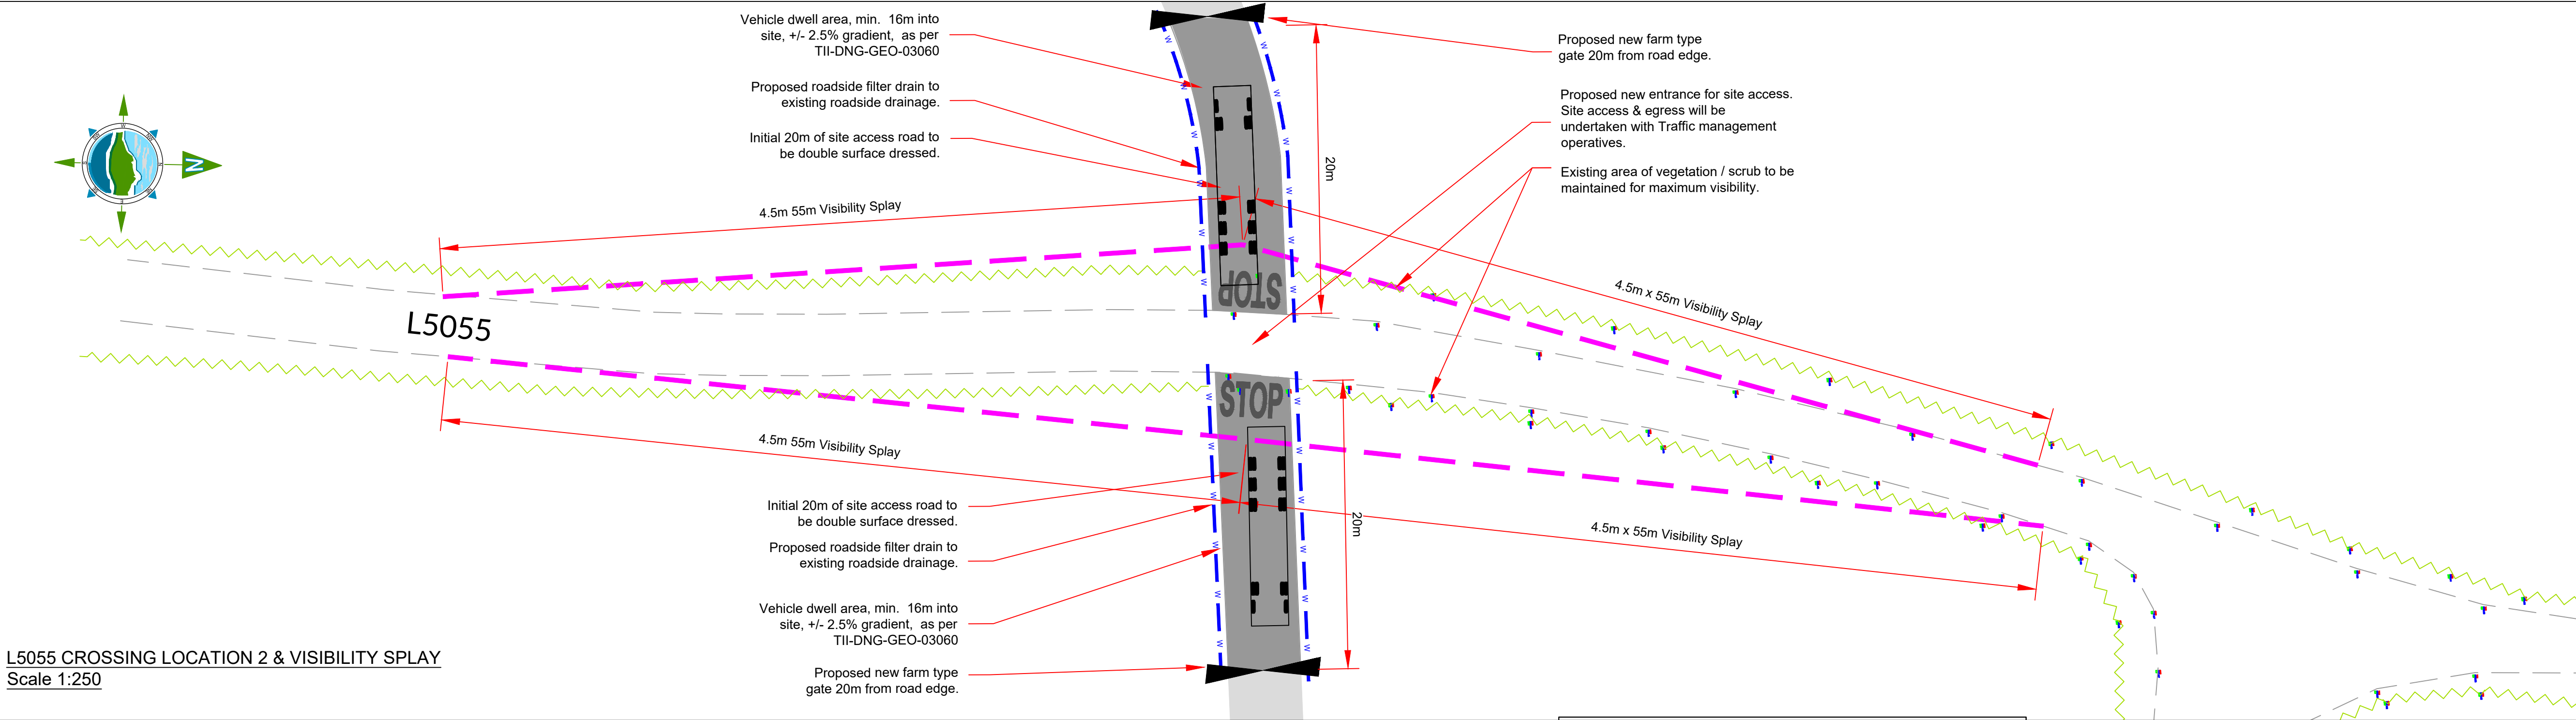 Vehicle dwell area, min. 16m into
site, +/- 2.5% gradient, as per
TII-DNG-GEO-03060
Proposed roadside filter drain to
existing roadside drainage.
Initial 20m of site access road to
be double surface dressed.
4.5m 55m Visibility Splay
Proposed new farm type
gate 20m from road edge.
Proposed new entrance for site access.
Site access & egress will be
undertaken with Traffic management
operatives.
Existing area of vegetation / scrub to be
maintained for maximum visibility.
20m
N
STOP
4.5m x 55m Visibility Splay
L5055
STOP
4.5m 55m Visibility Splay
20m
4.5m x 55m Visibility Splay
Initial 20m of site access road to
be double surface dressed.
Proposed roadside filter drain to
existing roadside drainage.
Vehicle dwell area, min. 16m into
site, +/- 2.5% gradient, as per
TII-DNG-GEO-03060
Proposed new farm type
gate 20m from road edge.
L5055 CROSSING LOCATION 2 & VISIBILITY SPLAY
Scale 1:250